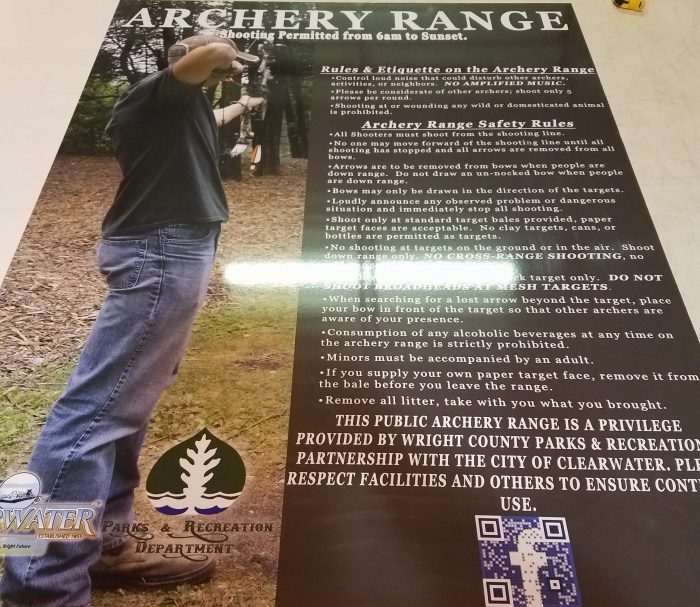 ARCHERY RANGE
Shooting Permitted from 6am to Sunset.
Rules & Etiquette on the Archery Range
•Control loud noise that could disturb other archers,
activities, or neighbors. NO AMPLIFIED MUSIC.
•Please be considerate of other archers; shoot only 5
arrows per round.
•Shooting at or wounding any wild or domesticated animal
is prohibited.
Archery Range Safety Rules
•All Shooters must shoot from the shooting line.
•No one may move forward of the shooting line until all
shooting has stopped and all arrows are removed from all
bows.
•Arrows are to be removed from bows when people are
down range. Do not draw an un-nocked bow when people
are down range.
•Bows may only be drawn in the direction of the targets.
•Loudly announce any observed problem or dangerous
situation and immediately stop all shooting.
•Shoot only at standard target bales provided, paper
target faces are acceptable. No clay targets, cans, or
bottles are permitted as targets.
•No shooting at targets on the ground or in the air. Shoot
down range only. NO CROSS-RANGE SHOOTING, no
target only. DO NOT
SHOOT BROADHEADS AT MESH TARGETS.
•When searching for a lost arrow beyond the target, place
your bow in front of the target so that other archers are
aware of your presence.
•Consumption of any alcoholic beverages at any time on
the archery range is strictly prohibited.
•Minors must be accompanied by an adult.
•If you supply your own paper target face, remove it from
the bale before you leave the range.
•Remove all litter, take with you what you brought.
THIS PUBLIC ARCHERY RANGE IS A PRIVILEGE
PROVIDED BY WRIGHT COUNTY PARKS & RECREATION
PARTNERSHIP WITH THE CITY OF CLEARWATER.
RESPECT FACILITIES AND OTHERS TO ENSURE
USE.
RWATER
ESTABLISHED 1855
Bright Future
PARKS & RECREATION
DEPARTMENT